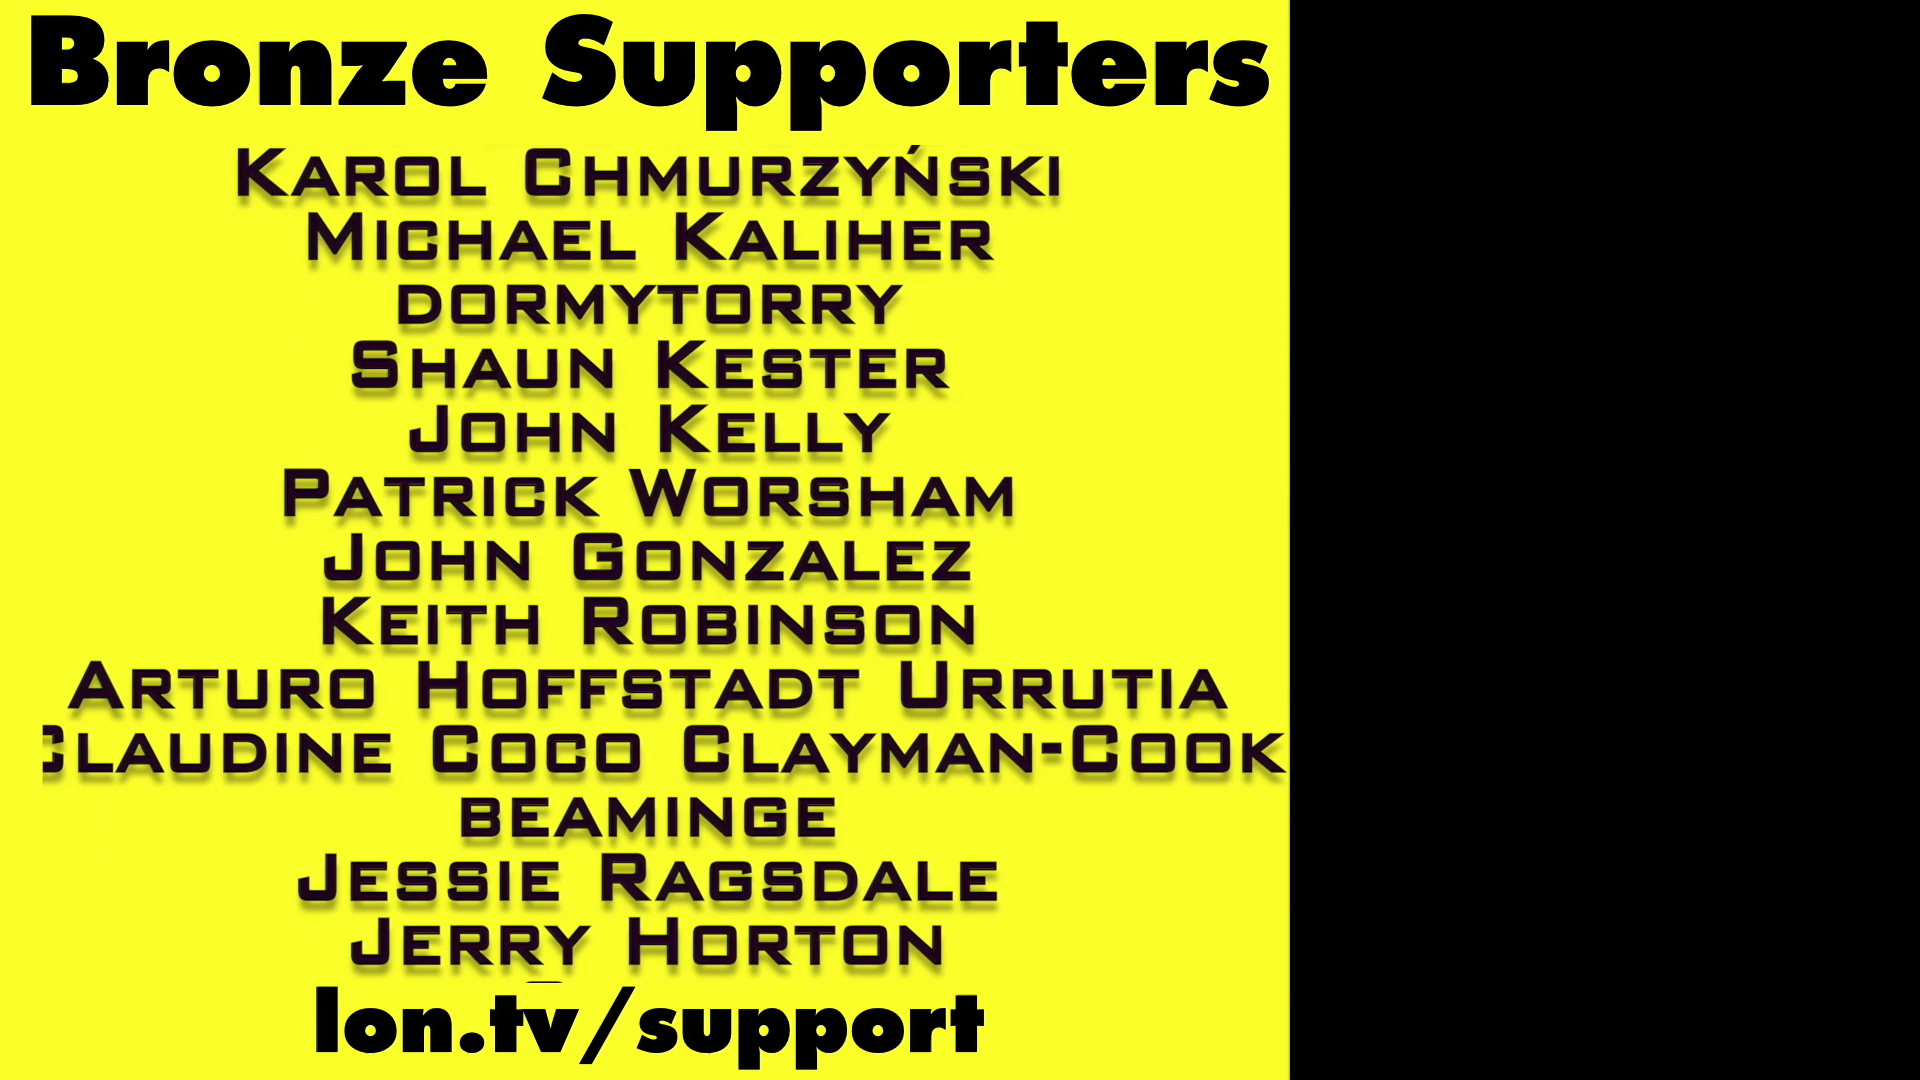 Bronze Supporters
Karol Chmurzyński
Michael Kaliher
dormytorry
Shaun Kester
John Kelly
Patrick Worsham
John Gonzalez
Keith Robinson
Arturo Hoffstadt Urrutia
Claudine Coco Clayman-Cook
beaminge
Jessie Ragsdale
Jerry Horton
lon.tv/support